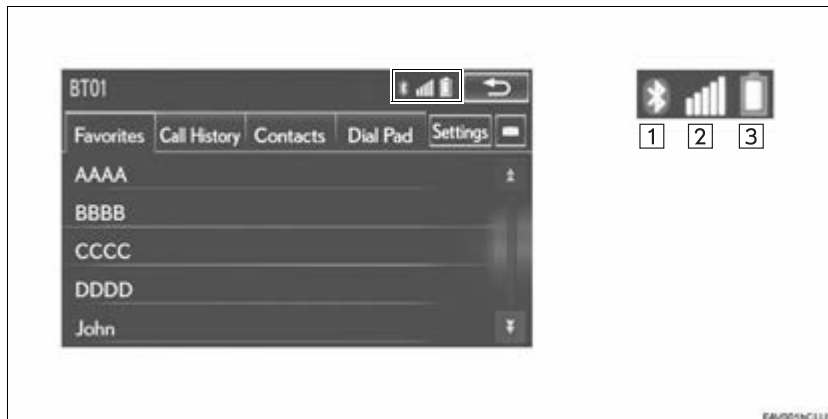 BT01
Favorites Call History Contacts Dial Pad Settings
AAAA
BBBB
CCCC
DDDD
John
1 2 3